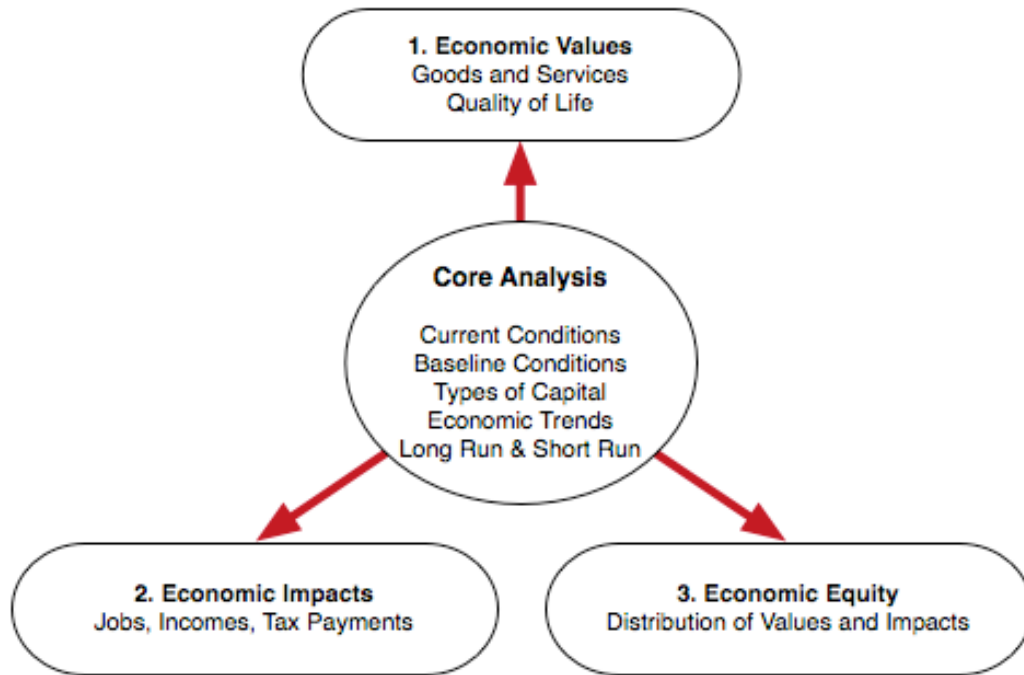 1. Economic Values
Goods and Services
Quality of Life
Core Analysis
Current Conditions
Baseline Conditions
Types of Capital
Economic Trends
Long Run & Short Run
2. Economic Impacts
Jobs, Incomes, Tax Payments
3. Economic Equity
Distribution of Values and Impacts